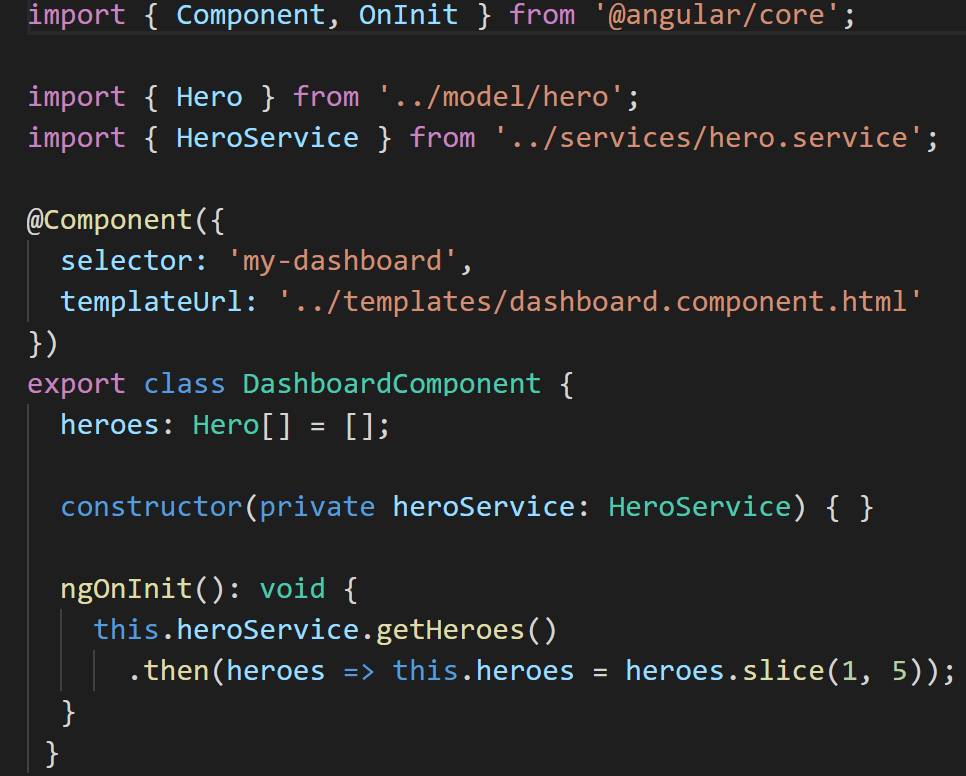 import { Component, OnInit } from '@angular/core';
import { Hero } from '../model/hero';
import { HeroService } from '../services/hero.service';
@Component({
  selector: 'my-dashboard',
  templateUrl: '../templates/dashboard.component.html'
})
export class DashboardComponent {
  heroes: Hero[] = [];
  constructor(private heroService: HeroService) { }
  ngOnInit(): void {
    this.heroService.getHeroes()
      .then(heroes => this.heroes = heroes.slice(1, 5));
  }
 }